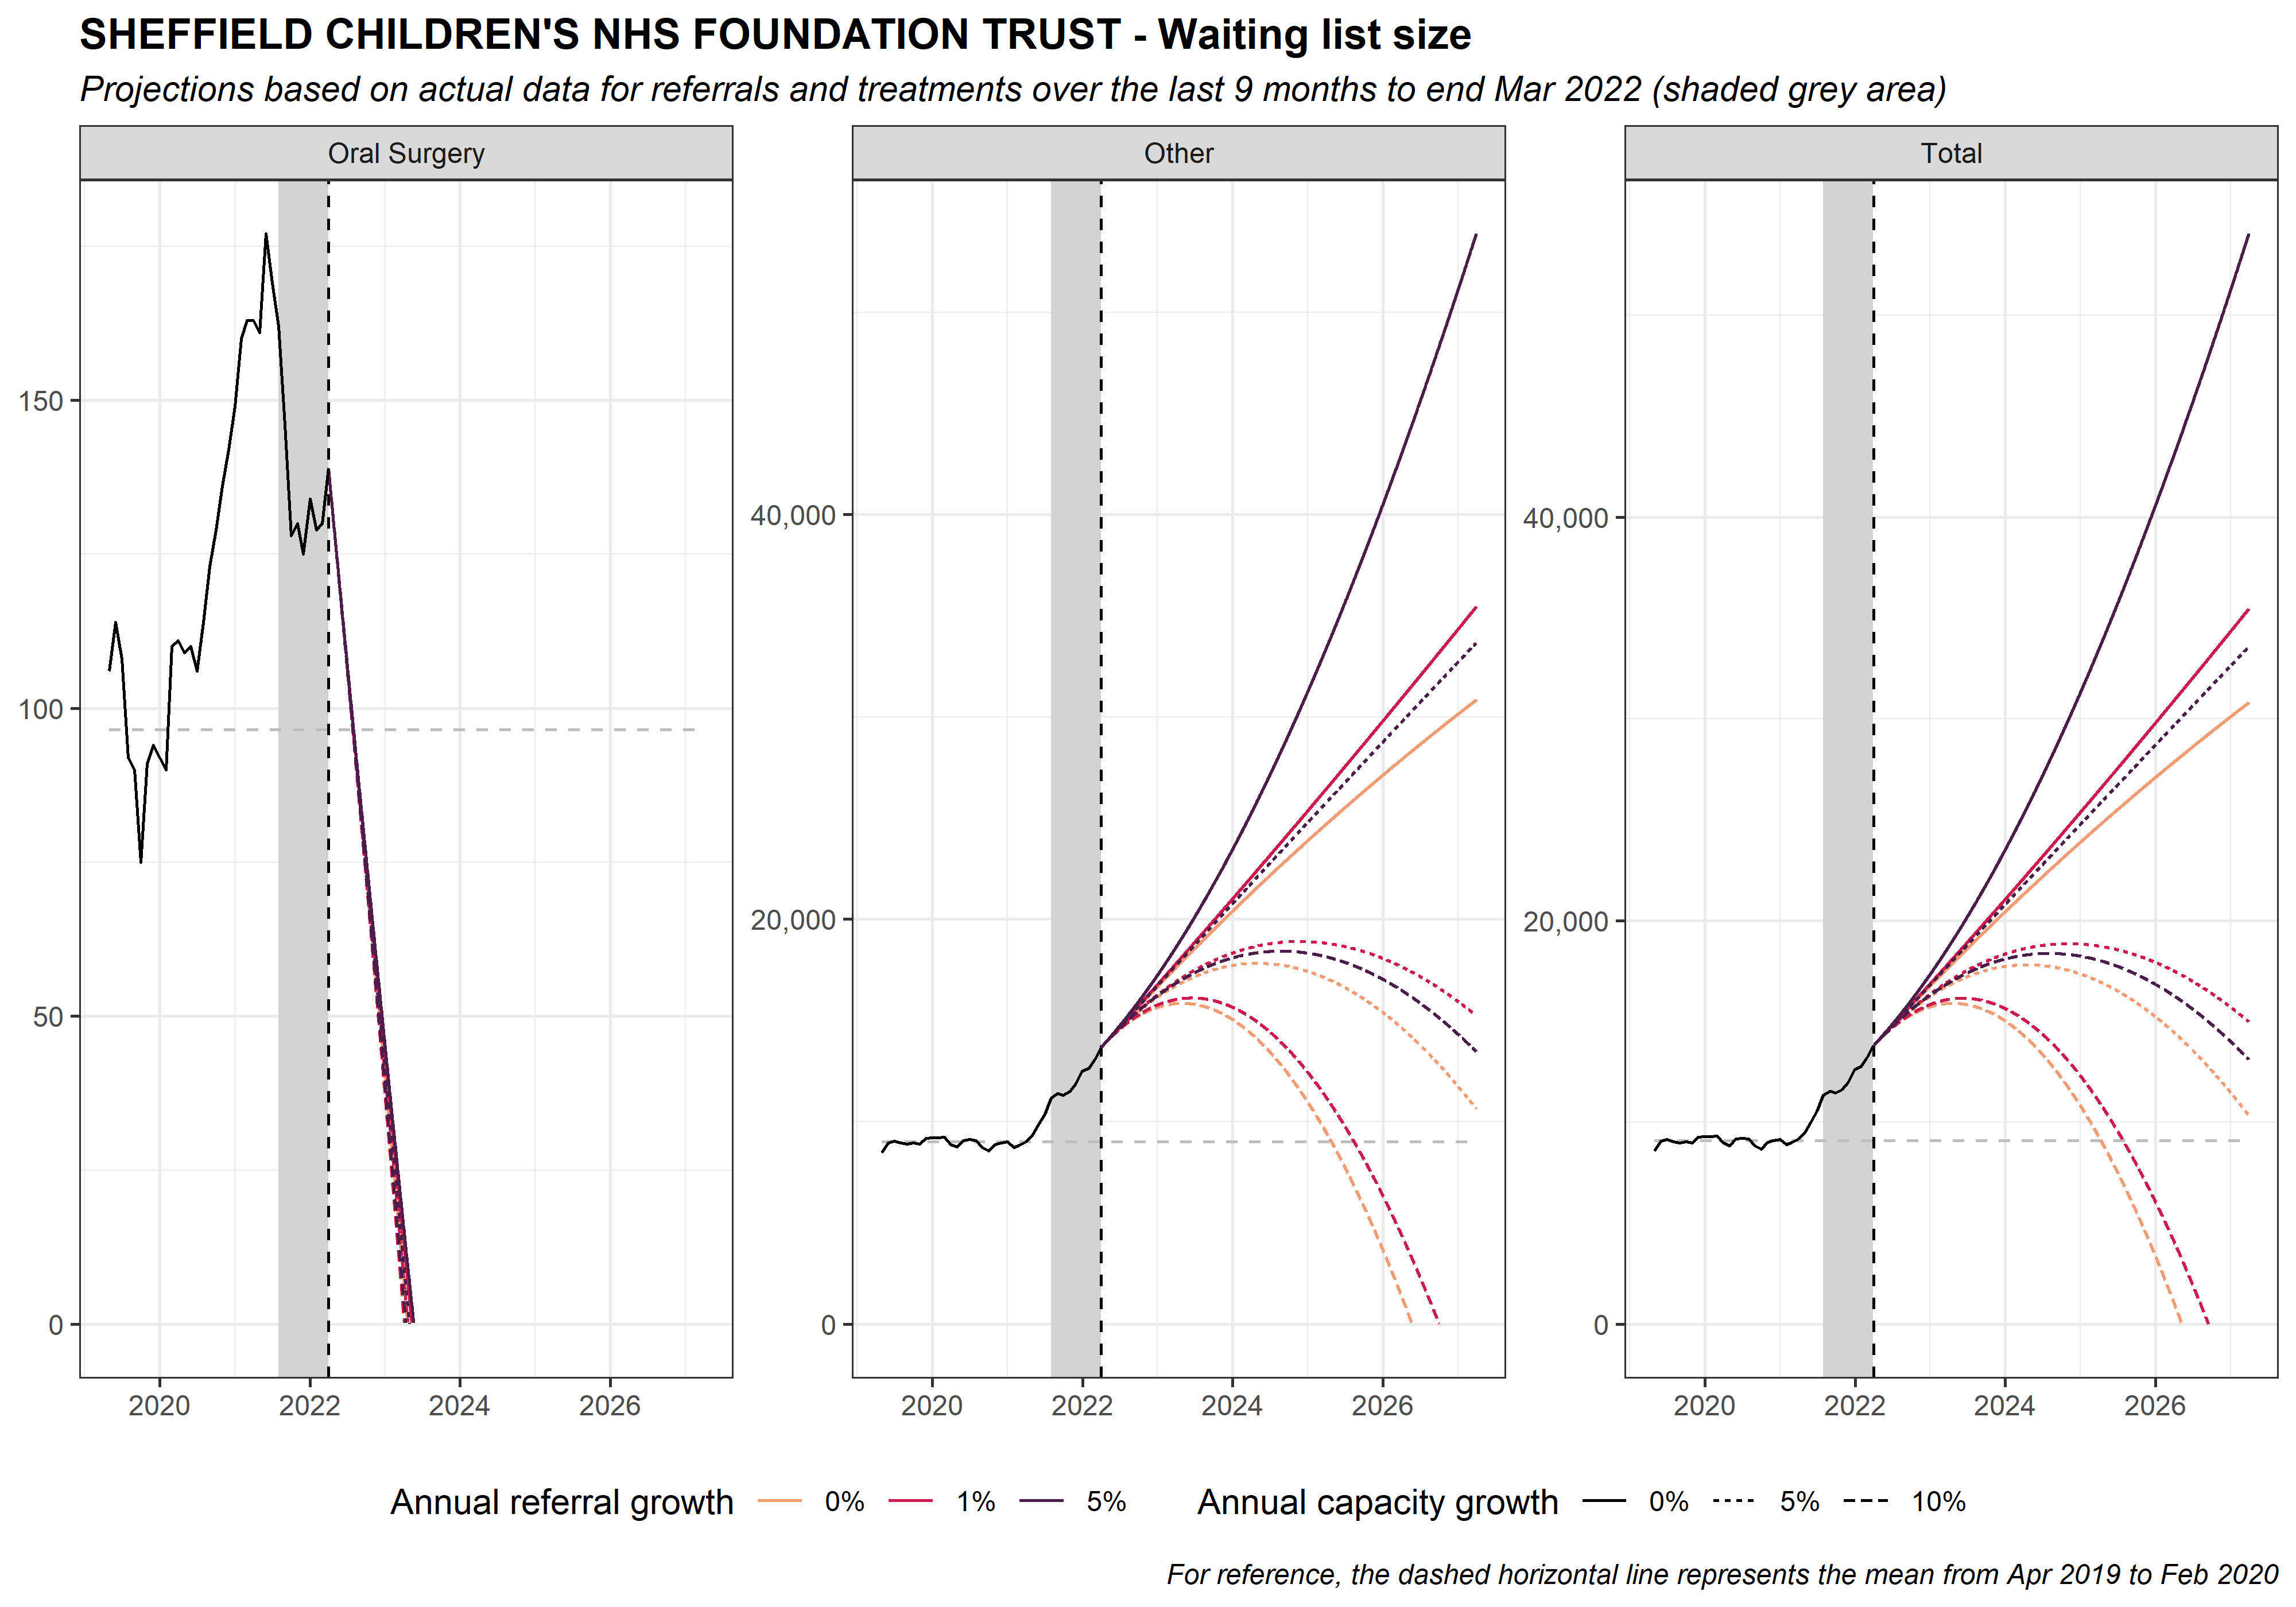 SHEFFIELD CHILDREN'S NHS FOUNDATION TRUST - Waiting list size
Projections based on actual data for referrals and treatments over the last 9 months to end Mar 2022 (shaded grey area)
Oral Surgery
Other
Total
150
100
50
0
40,000
20,000
0
40,000
20,000
0
2020 2022 2024 2026
2020 2022 2024 2026
2020 2022 2024 2026
Annual referral growth 0% 1% 5%
Annual capacity growth 0% 5% 10%
For reference, the dashed horizontal line represents the mean from Apr 2019 to Feb 2020